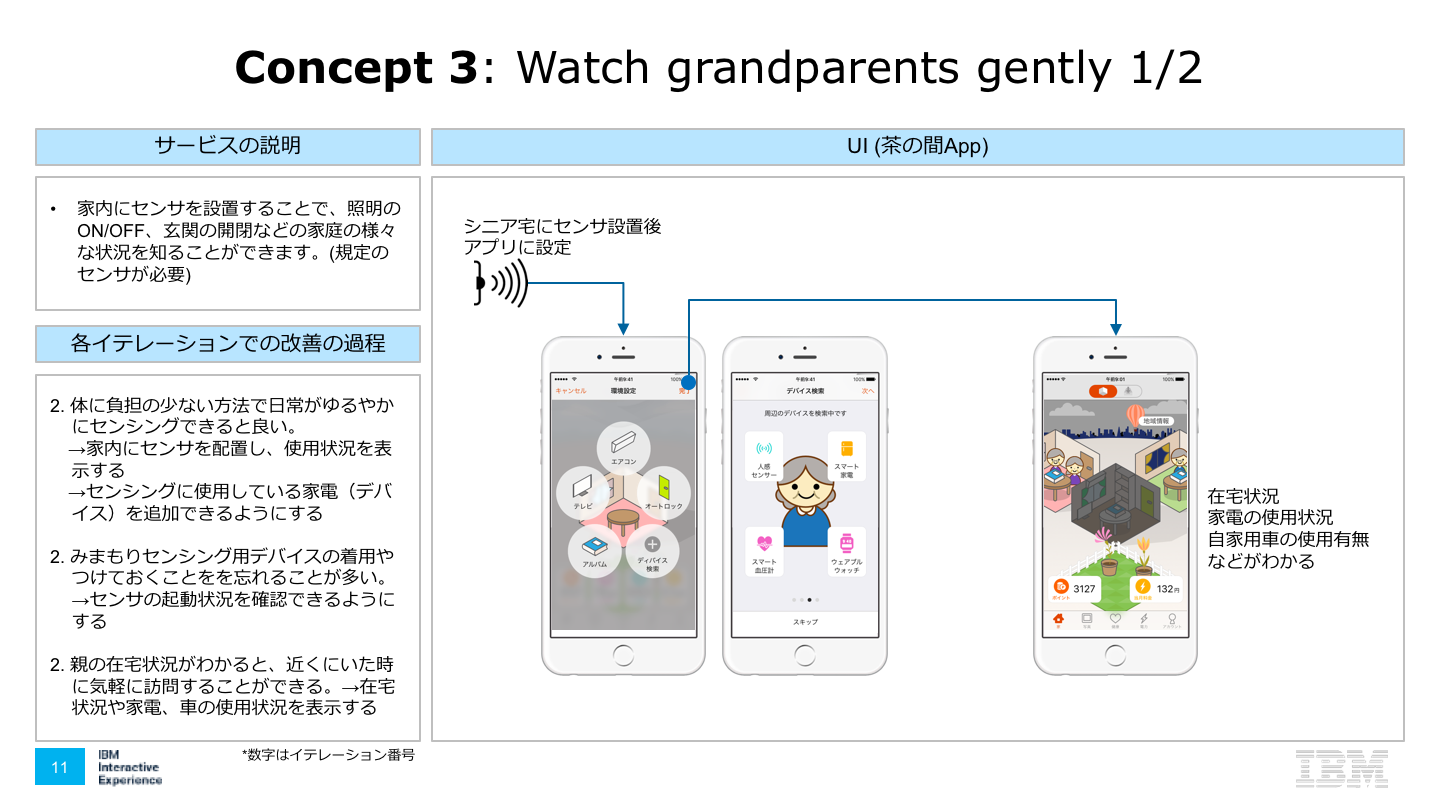 Concept 3: Watch grandparents gently 1/2
サービスの説明
• 家内にセンサを設置することで、照明の
ON/OFF、玄関の開閉などの家庭の様々
な状況を知ることができます。(規定の
センサが必要)
各イテレーションでの改善の過程
2. 体に負担の少ない方法で日常がゆるやか
にセンシングできると良い。
→家内にセンサを配置し、使用状況を表
示する
→センシングに使用している家電（デバ
イス）を追加できるようにする
2. みまもりセンシング用デバイスの着用や
つけておくことをを忘れることが多い。
→センサの起動状況を確認できるように
する
2. 親の在宅状況がわかると、近くにいた時
に気軽に訪問することができる。→在宅
状況や家電、車の使用状況を表示する
*数字はイテレーション番号
UI (茶の間App)
シニア宅にセンサ設置後
アプリに設定
午前9:41
100%
キャンセル
環境設定
完了
エアコン
テレビ
オートロック
アルバム
ディバイス
検索
午前9:41
100%
デバイス検索
次へ
周辺のデバイスを検索中です
人感
センサー
スマート
家電
スマート
血圧計
ウェアブル
ウォッチ
スキップ
午前9:01
100%
地域情報
ポイント
3127
132円
在宅状況
家電の使用状況
自家用車の使用有無
などがわかる
11
IBM
Interactive
Experience
IBM